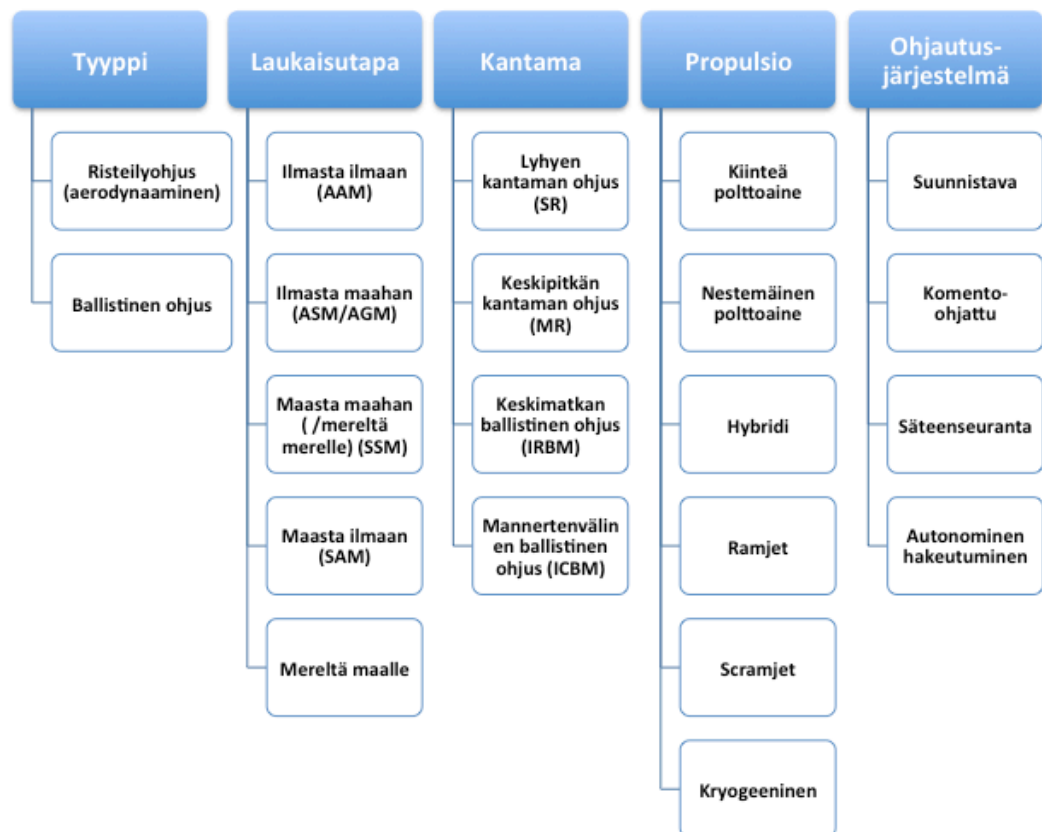 Tyyppi
Risteilyohjus
(aerodynaaminen)
Ballistinen ohjus
Laukaisutapa
Ilmasta ilmaan
(AAM)
Ilmasta maahan
(ASM/AGM)
Maasta maahan
( /mereltä
merelle) (SSM)
Maasta ilmaan
(SAM)
Mereltä maalle
Kantama
Lyhyen
kantaman ohjus
(SR)
Keskipitkän
kantaman ohjus
(MR)
Keskimatkan
ballistinen ohjus
(IRBM)
Mannertenvälin
en ballistinen
ohjus (ICBM)
Propulsio
Kiinteä
polttoaine
Nestemäinen
polttoaine
Hybridi
Ramjet
Scramjet
Kryogeeninen
Ohjautus-
järjestelmä
Suunnistava
Komento-
ohjattu
Säteenseuranta
Autonominen
hakeutuminen